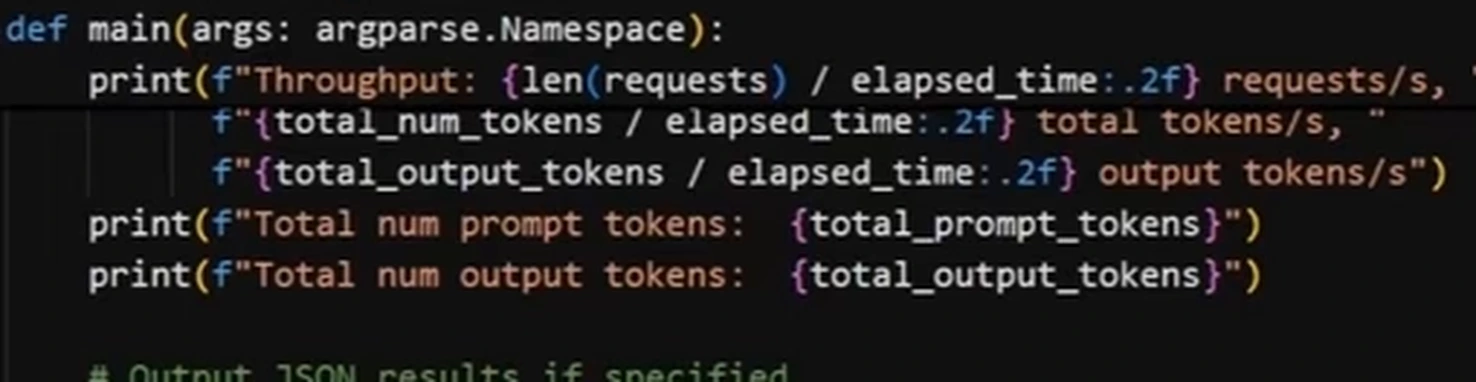 def main(args: argparse.Namespace):
    print(f"Throughput: {len(requests) / elapsed_time:.2f} requests/s, "
          f"{total_num_tokens / elapsed_time:.2f} total tokens/s, "
          f"{total_output_tokens / elapsed_time:.2f} output tokens/s")
    print(f"Total num prompt tokens:  {total_prompt_tokens}")
    print(f"Total num output tokens:  {total_output_tokens}")
    # Output JSON results if specified